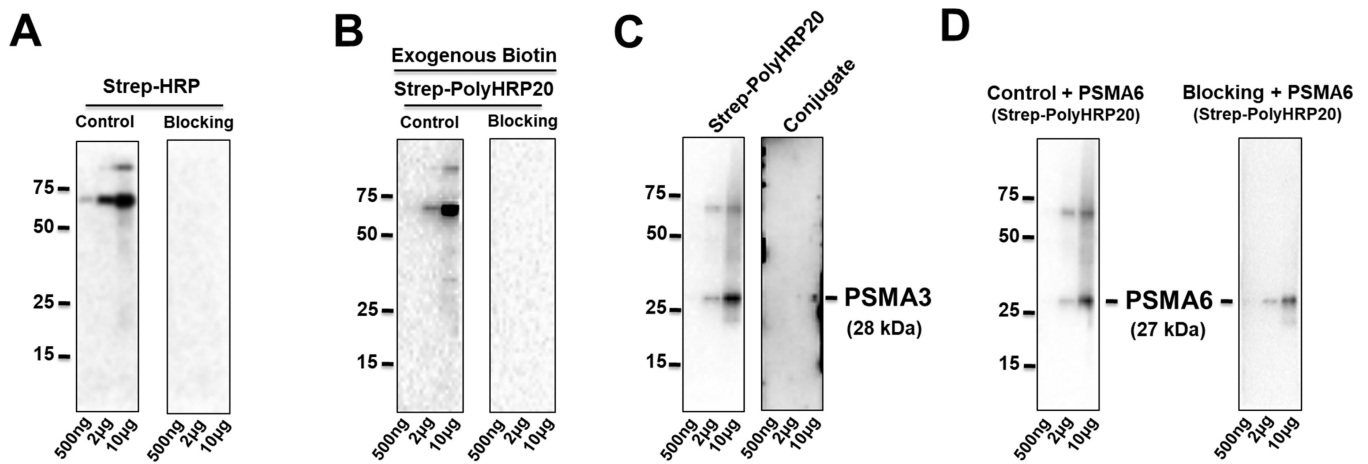 A
Strep-HRP
Control Blocking
75
50
25
15
500ng 2µg 10µg 500ng 2µg 10µg
B
Exogenous Biotin
Strep-PolyHRP20
Control Blocking
75
50
25
15
500ng 2µg 10µg 500ng 2µg 10µg
C
Strep-PolyHRP20 Conjugate
75
50
25
15
PSMA3
(28 kDa)
500ng 2µg 10µg 500ng 2µg 10µg
D
Control + PSMA6 Blocking + PSMA6
(Strep-PolyHRP20) (Strep-PolyHRP20)
75
50
25
15
PSMA6
(27 kDa)
500ng 2µg 10µg 500ng 2µg 10µg